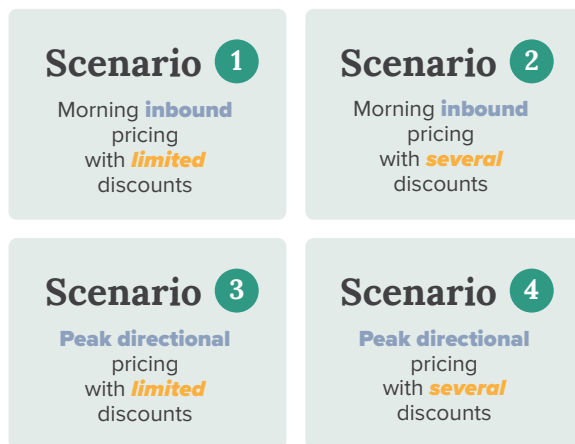 Scenario 1
Morning inbound
pricing
with limited
discounts
Scenario 2
Morning inbound
pricing
with several
discounts
Scenario 3
Peak directional
pricing
with limited
discounts
Scenario 4
Peak directional
pricing
with several
discounts